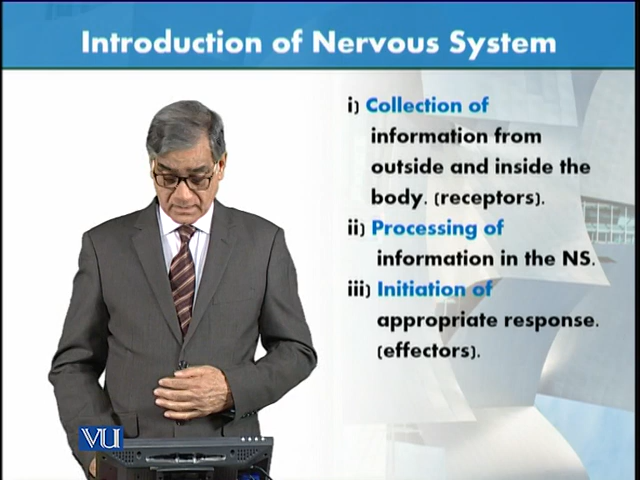 Introduction of Nervous System
i) Collection of
information from
outside and inside the
body. (receptors).
ii) Processing of
information in the NS.
iii) Initiation of
appropriate response.
(effectors).
VU